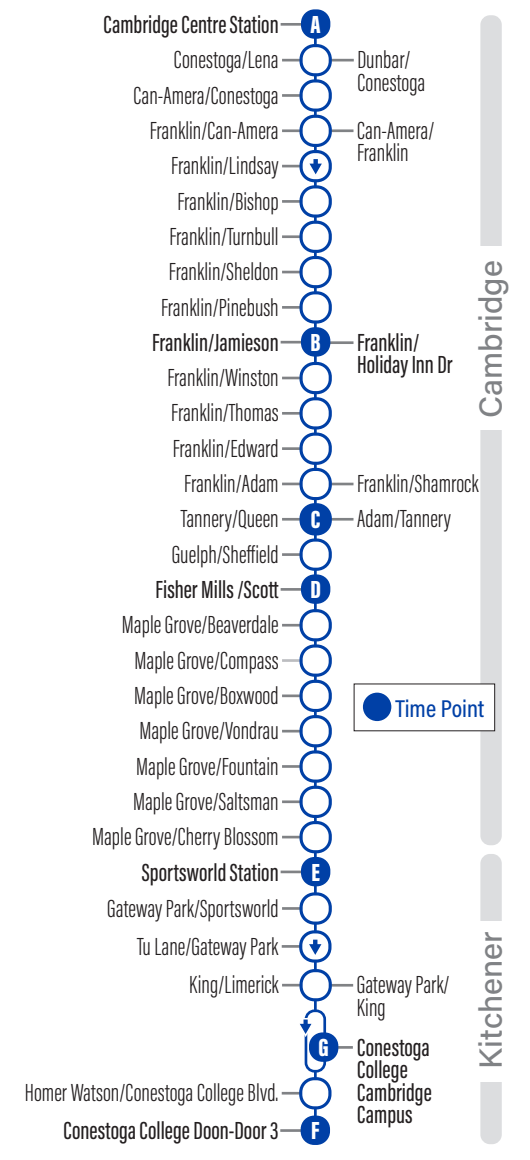 Cambridge Centre Station A
Conestoga/Lena Dunbar/
Conestoga
Can-Amera/Conestoga
Franklin/Can-Amera Can-Amera/
Franklin
Franklin/Lindsay
Franklin/Bishop
Franklin/Turnbull
Franklin/Sheldon
Franklin/Pinebush
Franklin/Jamieson B Franklin/
Holiday Inn Dr
Franklin/Winston
Franklin/Thomas
Franklin/Edward
Franklin/Adam Franklin/Shamrock
Tannery/Queen C Adam/Tannery
Guelph/Sheffield
Fisher Mills /Scott D
Maple Grove/Beaverdale
Maple Grove/Compass
Maple Grove/Boxwood
Maple Grove/Vondrau
Maple Grove/Fountain
Maple Grove/Saltsman
Maple Grove/Cherry Blossom
Sportsworld Station E
Gateway Park/Sportsworld
Tu Lane/Gateway Park
King/Limerick Gateway Park/
King
G Conestoga
College
Cambridge
Campus
Homer Watson/Conestoga College Blvd.
Conestoga College Doon-Door 3 F
Time Point
Cambridge
Kitchener